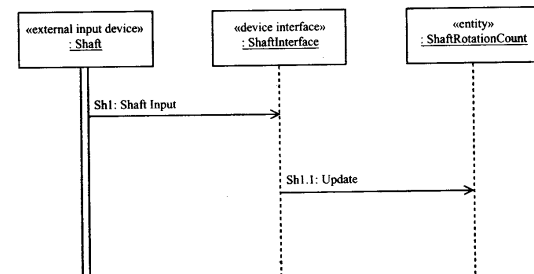 «external input device»
: Shaft
«device interface»
: ShaftInterface
«entity»
: ShaftRotationCount
Sh1: Shaft Input
Sh1.1: Update